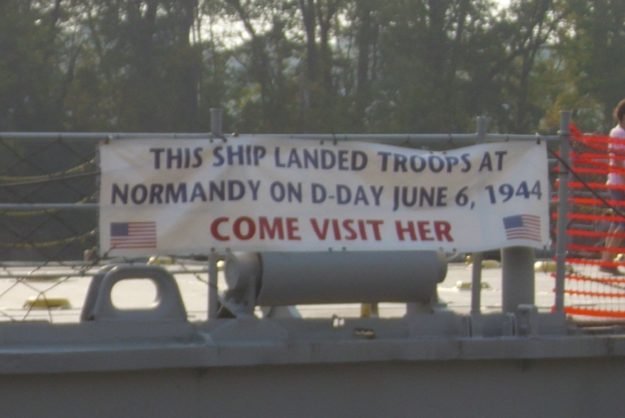 THIS SHIP LANDED TROOPS AT
NORMANDY ON D-DAY JUNE 6, 1944
COME VISIT HER